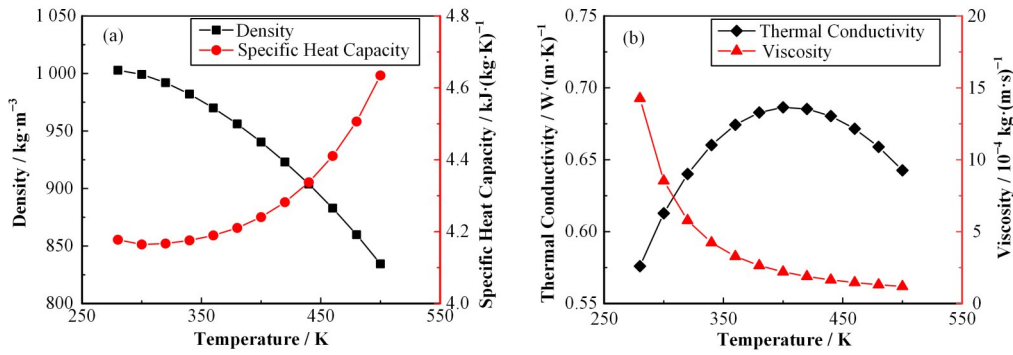 (a)
Density
Specific Heat Capacity
1 050
1 000
950
900
850
800
Density / kg·m⁻³
4.8
4.6
4.4
4.2
4.0
Specific Heat Capacity / kJ·(kg·K)⁻¹
250
350
450
550
Temperature / K
(b)
Thermal Conductivity
Viscosity
0.75
0.70
0.65
0.60
0.55
Thermal Conductivity / W·(m·K)⁻¹
20
15
10
5
0
Viscosity / 10⁻⁴ kg·(m·s)⁻¹
250
350
450
550
Temperature / K